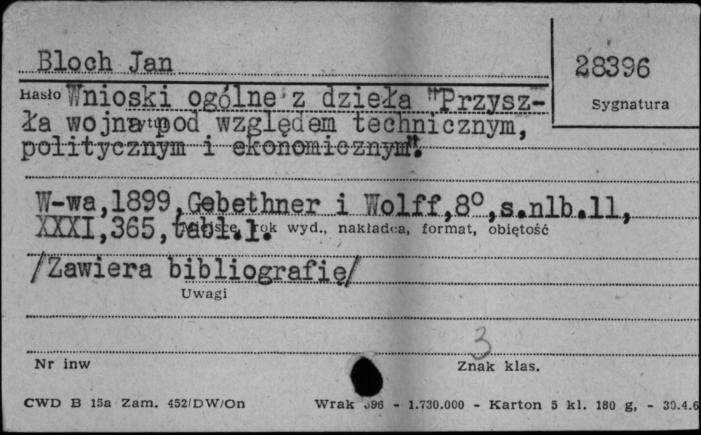 Bloch Jan
28396
Hasło Wnioski ogólne z dzieła "Przysz-
Sygnatura
ła wojna pod względem technicznym,
politycznym i ekonomicznym".
W-wa,1899,Gebethner i Wolff,8°,s.nlb.11,
XXXI,365,tabl.1.
rok wyd., nakładca, format, objętość
/Zawiera bibliografię/
Uwagi
3
Nr inw Znak klas.
CWD B 15a Zam. 452/DW/On Wrak 396 - 1.730.000 - Karton 5 kl. 180 g, - 30.4.6